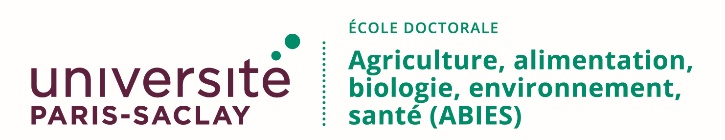 université
PARIS-SACLAY
ÉCOLE DOCTORALE
Agriculture, alimentation,
biologie, environnement,
santé (ABIES)